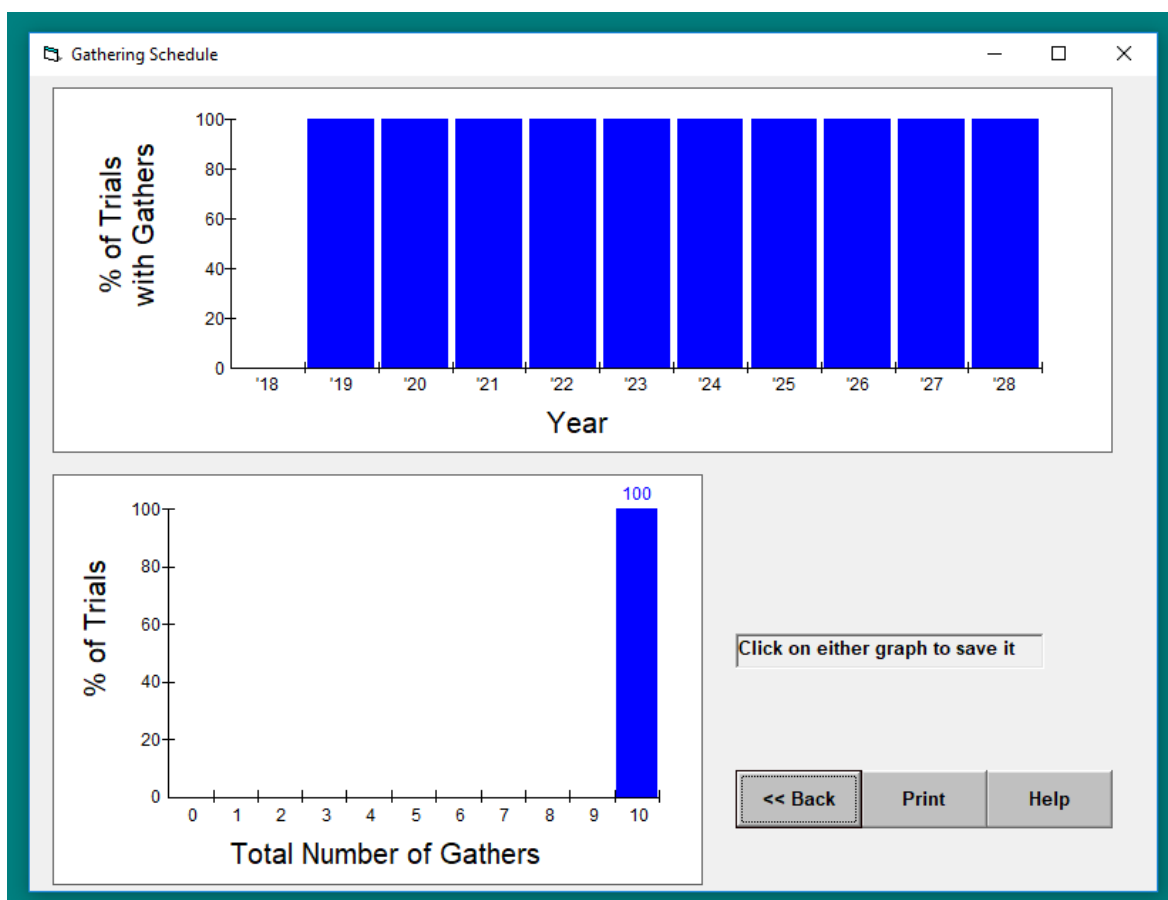 Gathering Schedule
% of Trials
with Gathers
100
80
60
40
20
0
'18 '19 '20 '21 '22 '23 '24 '25 '26 '27 '28
Year
% of Trials
100
100
80
60
40
20
0
0 1 2 3 4 5 6 7 8 9 10
Total Number of Gathers
Click on either graph to save it
<< Back Print Help